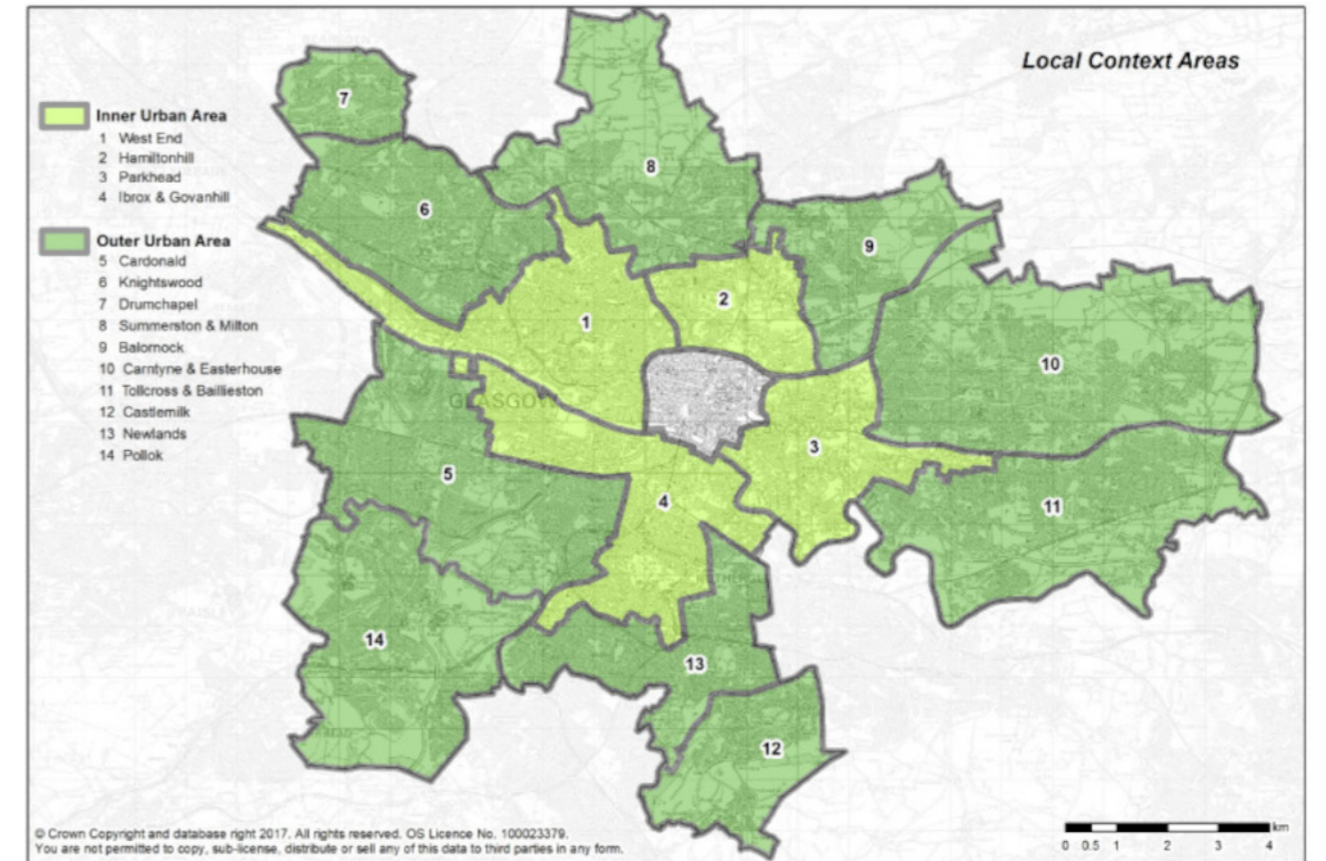 Local Context Areas
Inner Urban Area
1 West End
2 Hamiltonhill
3 Parkhead
4 Ibrox & Govanhill
Outer Urban Area
5 Cardonald
6 Knightswood
7 Drumchapel
8 Summerston & Milton
9 Balornock
10 Carntyne & Easterhouse
11 Tollcross & Baillieston
12 Castlemilk
13 Newlands
14 Pollok
7
8
6
9
2
1
10
GLASGOW
3
5
4
11
14
13
12
PAISLEY
© Crown Copyright and database right 2017. All rights reserved. OS Licence No. 100023379.
You are not permitted to copy, sub-license, distribute or sell any of this data to third parties in any form.
km
0 0.5 1 2 3 4